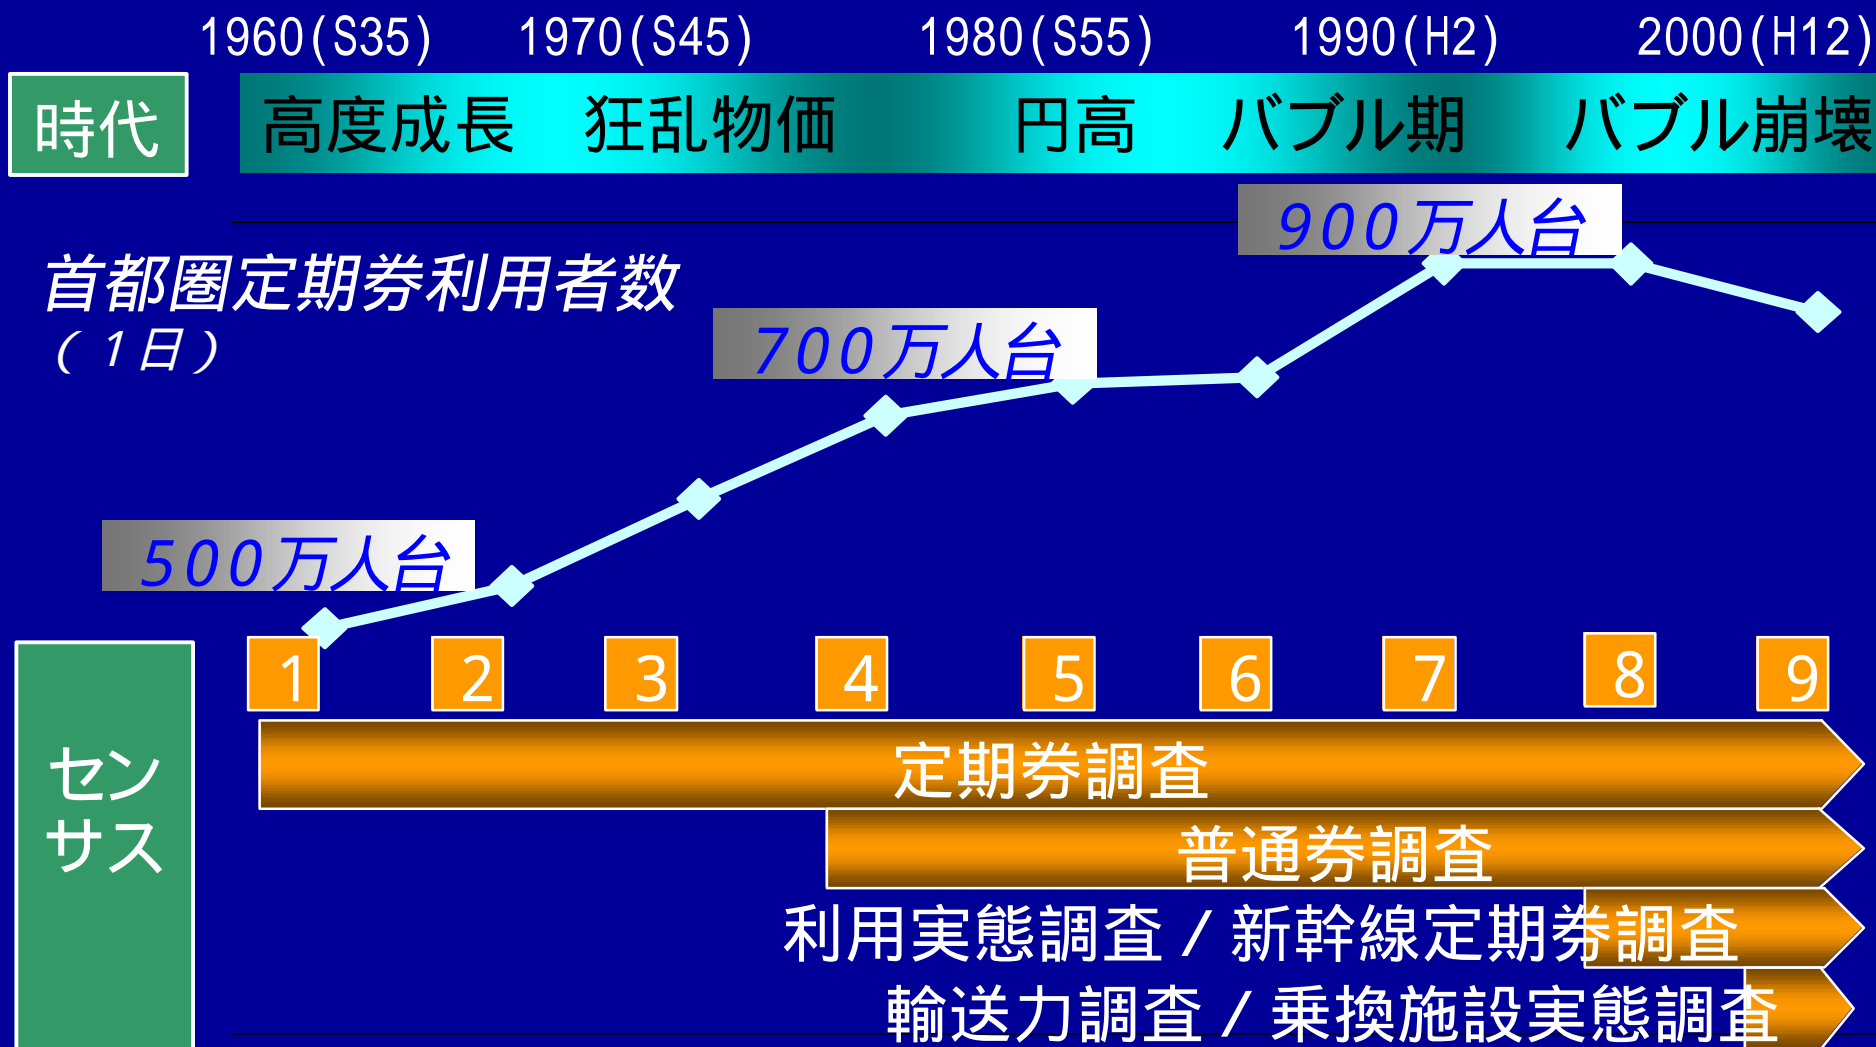 1960(S35) 1970(S45) 1980(S55) 1990(H2) 2000(H12)
時代
高度成長 狂乱物価 円高 バブル期 バブル崩壊
900万人台
首都圏定期券利用者数
(1日)
700万人台
500万人台
1 2 3 4 5 6 7 8 9
セン
サス
定期券調査
普通券調査
利用実態調査/新幹線定期券調査
輸送力調査/乗換施設実態調査